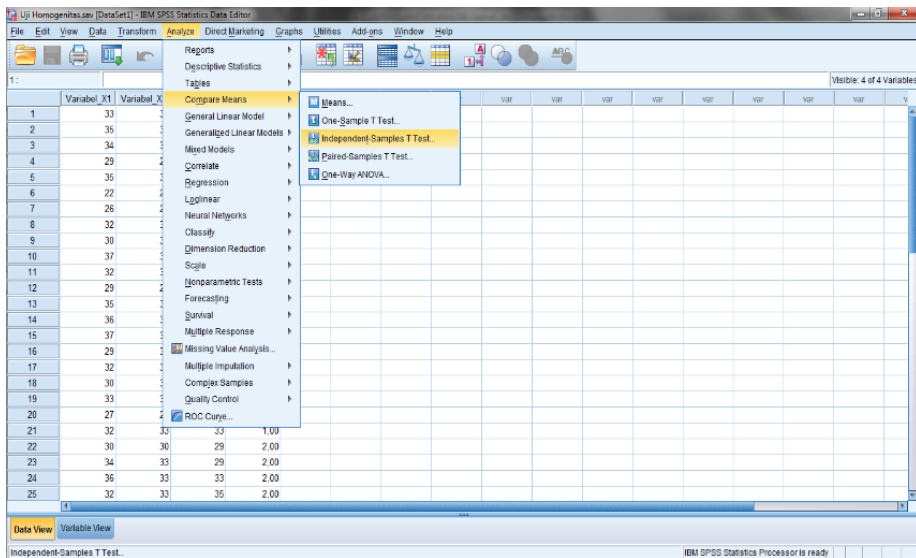 Uji Homogenitas.sav [DataSet1] - IBM SPSS Statistics Data Editor
File Edit View Data Transform Analyze Direct Marketing Graphs Utilities Add-ons Window Help
1 :
Visible: 4 of 4 Variables
Variabel_X1 Variabel_X var var var var var var var
Reports
Descriptive Statistics
Tables
Compare Means
General Linear Model
Generalized Linear Models
Mixed Models
Correlate
Regression
Loglinear
Neural Networks
Classify
Dimension Reduction
Scale
Nonparametric Tests
Forecasting
Survival
Multiple Response
Missing Value Analysis...
Multiple Imputation
Complex Samples
Quality Control
ROC Curve...
Means...
One-Sample T Test...
Independent-Samples T Test...
Paired-Samples T Test...
One-Way ANOVA...
1 33
2 35
3 34
4 29
5 35
6 22
7 26
8 32
9 30
10 37
11 32
12 29
13 35
14 36
15 37
16 29
17 32
18 30
19 33
20 27
21 32 33 33 1,00
22 30 30 29 2,00
23 34 33 29 2,00
24 36 33 33 2,00
25 32 33 35 2,00
Data View Variable View
Independent-Samples T Test... IBM SPSS Statistics Processor is ready